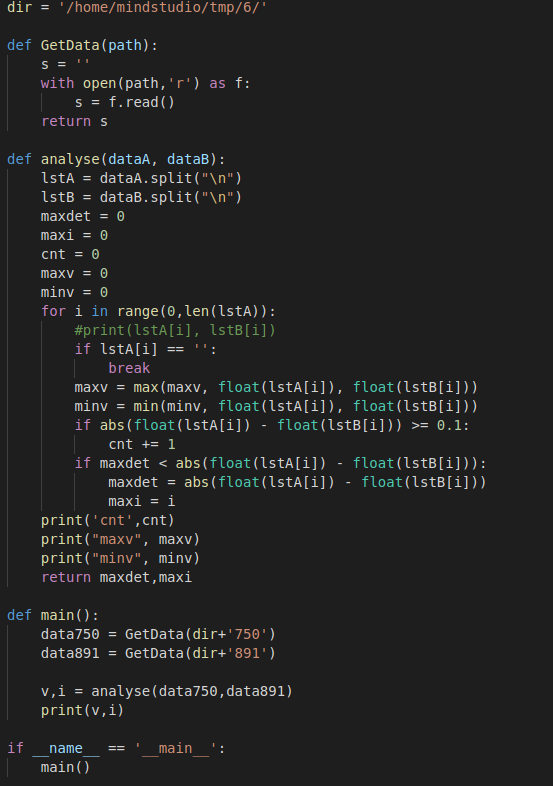 dir = '/home/mindstudio/tmp/6/'

def GetData(path):
    s = ''
    with open(path,'r') as f:
        s = f.read()
    return s

def analyse(dataA, dataB):
    lstA = dataA.split("\n")
    lstB = dataB.split("\n")
    maxdet = 0
    maxi = 0
    cnt = 0
    maxv = 0
    minv = 0
    for i in range(0,len(lstA)):
        #print(lstA[i], lstB[i])
        if lstA[i] == '':
            break
        maxv = max(maxv, float(lstA[i]), float(lstB[i]))
        minv = min(minv, float(lstA[i]), float(lstB[i]))
        if abs(float(lstA[i]) - float(lstB[i])) >= 0.1:
            cnt += 1
        if maxdet < abs(float(lstA[i]) - float(lstB[i])):
            maxdet = abs(float(lstA[i]) - float(lstB[i]))
            maxi = i
    print('cnt',cnt)
    print("maxv", maxv)
    print("minv", minv)
    return maxdet,maxi

def main():
    data750 = GetData(dir+'750')
    data891 = GetData(dir+'891')

    v,i = analyse(data750,data891)
    print(v,i)

if __name__ == '__main__':
    main()